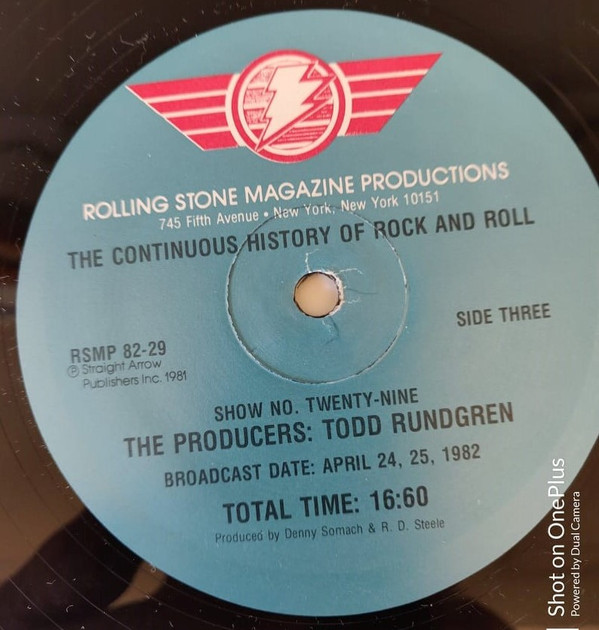 ROLLING STONE MAGAZINE PRODUCTIONS
745 Fifth Avenue • New York, New York 10151
THE CONTINUOUS HISTORY OF ROCK AND ROLL
SIDE THREE
RSMP 82-29
Ⓟ Straight Arrow
Publishers Inc. 1981
SHOW NO. TWENTY-NINE
THE PRODUCERS: TODD RUNDGREN
BROADCAST DATE: APRIL 24, 25, 1982
TOTAL TIME: 16:60
Produced by Denny Somach & R. D. Steele
Shot on OnePlus
Powered by Dual Camera